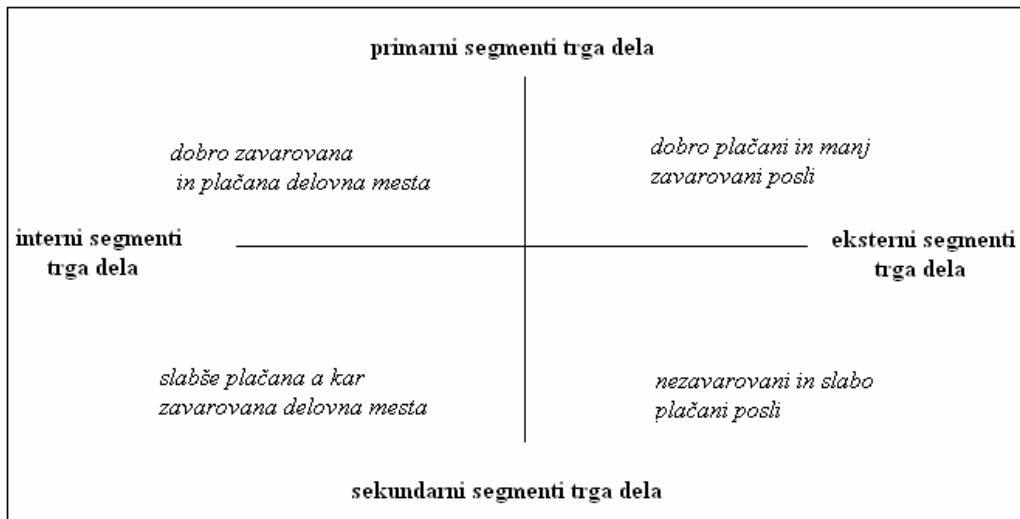 primarni segmenti trga dela
dobro zavarovana
in plačana delovna mesta
dobro plačani in manj
zavarovani posli
interni segmenti
trga dela
eksterni segmenti
trga dela
slabše plačana a kar
zavarovana delovna mesta
nezavarovani in slabo
plačani posli
sekundarni segmenti trga dela